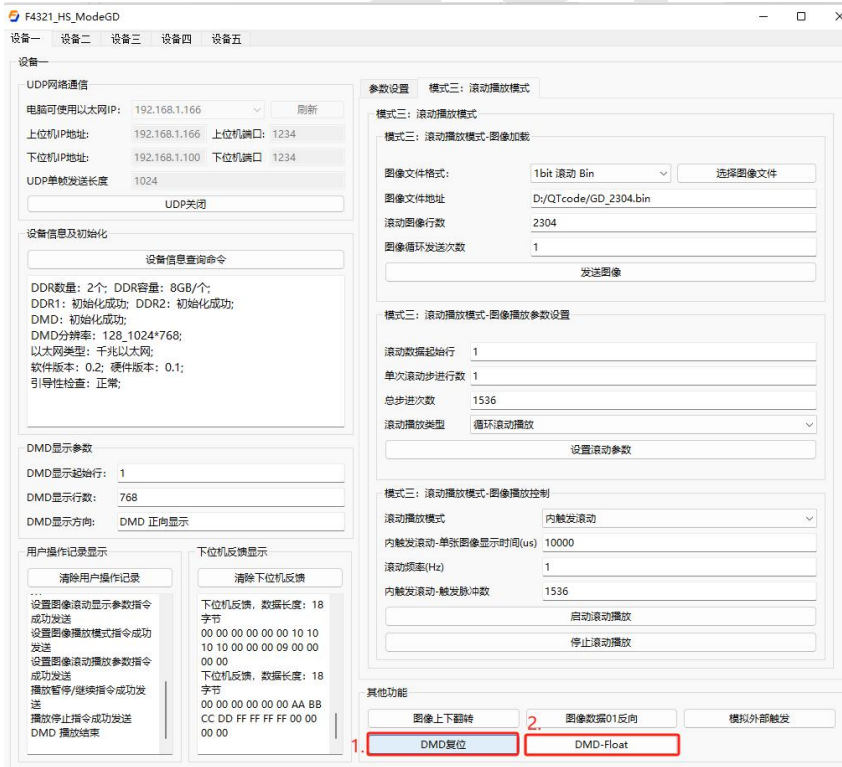 F4321_HS_ModeGD
设备一 设备二 设备三 设备四 设备五
设备一
UDP网络通信
电脑可使用以太网IP: 192.168.1.166 刷新
上位机IP地址: 192.168.1.166 上位机端口: 1234
下位机IP地址: 192.168.1.100 下位机端口 1234
UDP单帧发送长度 1024
UDP关闭
设备信息及初始化
设备信息查询命令
DDR数量: 2个; DDR容量: 8GB/个;
DDR1: 初始化成功; DDR2: 初始化成功;
DMD: 初始化成功;
DMD分辨率: 128_1024*768;
以太网类型: 千兆以太网;
软件版本: 0.2; 硬件版本: 0.1;
引导性检查: 正常;
DMD显示参数
DMD显示起始行: 1
DMD显示行数: 768
DMD显示方向: DMD 正向显示
用户操作记录显示
清除用户操作记录
设置图像滚动显示参数指令
成功发送
设置图像播放模式指令成功
发送
设置图像滚动播放参数指令
成功发送
播放暂停/继续指令成功发
送
播放停止指令成功发送
DMD 播放结束
下位机反馈显示
清除下位机反馈
下位机反馈, 数据长度: 18
字节
00 00 00 00 00 00 10 10
10 10 00 00 00 09 00 00
00 00
下位机反馈, 数据长度: 18
字节
00 00 00 00 00 00 AA BB
CC DD FF FF FF FF 00 00
00 00
参数设置 模式三: 滚动播放模式
模式三: 滚动播放模式
模式三: 滚动播放模式-图像加载
图像文件格式: 1bit 滚动 Bin 选择图像文件
图像文件地址 D:/QTcode/GD_2304.bin
滚动图像行数 2304
图像循环发送次数 1
发送图像
模式三: 滚动播放模式-图像播放参数设置
滚动数据起始行 1
单次滚动步进行数 1
总步进次数 1536
滚动播放类型 循环滚动播放
设置滚动参数
模式三: 滚动播放模式-图像播放控制
滚动播放模式 内触发滚动
内触发滚动-单张图像显示时间(us) 10000
滚动频率(Hz) 1
内触发滚动-触发脉冲数 1536
启动滚动播放
停止滚动播放
其他功能
图像上下翻转 图像数据01反向 模拟外部触发
1. DMD复位 2. DMD-Float